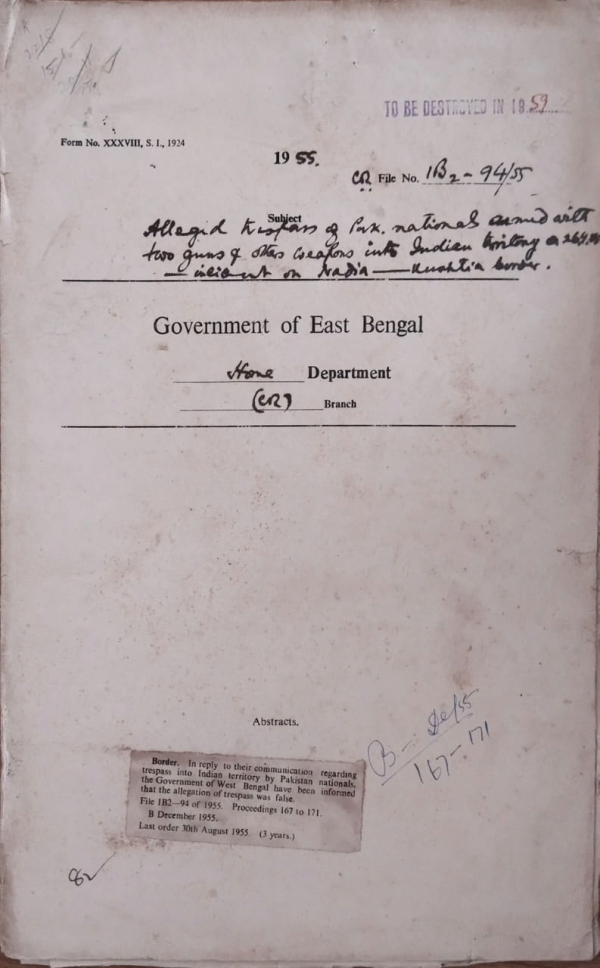 TO BE DESTROYED IN 1959
Form No. XXXVIII, S. I., 1924
1955.
CR File No. 1B2-94/55
Subject
Alleged trespass of Pak. national armed with
two guns & other weapons into Indian territory on
— incident on Nadia — Kushtia border.
Government of East Bengal
Home Department
(CR) Branch
Abstracts.
B- De/55
167-171
Border. In reply to their communication regarding
trespass into Indian territory by Pakistan nationals,
the Government of West Bengal have been informed
that the allegation of trespass was false.
File 1B2—94 of 1955. Proceedings 167 to 171.
B December 1955.
Last order 30th August 1955. (3 years.)